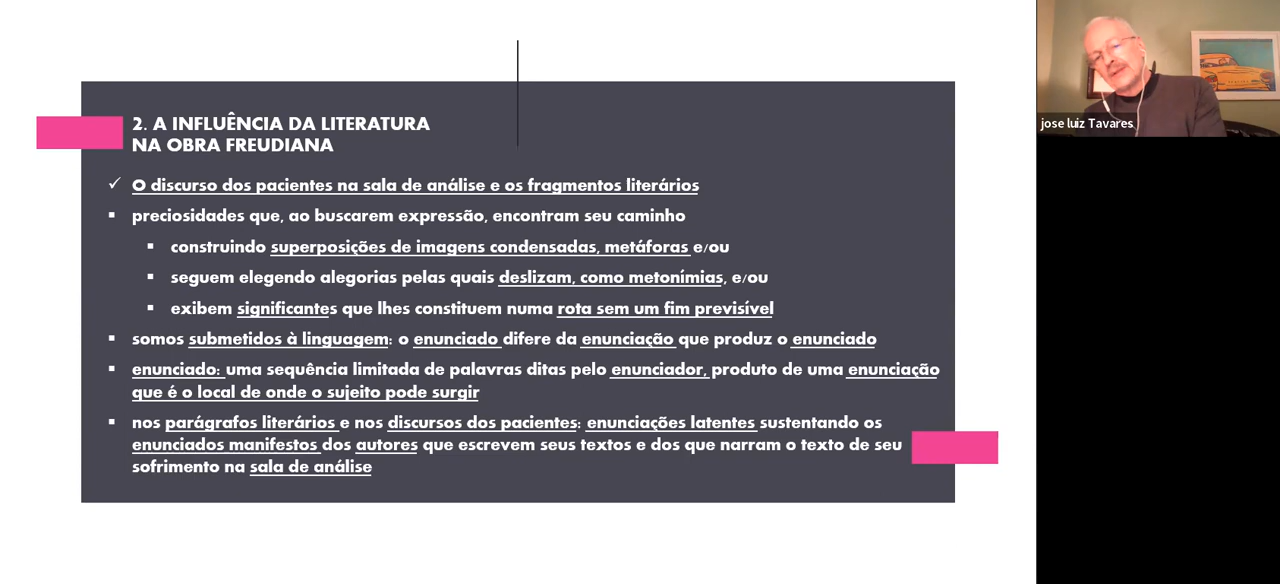 2. A INFLUÊNCIA DA LITERATURA
NA OBRA FREUDIANA
✓ O discurso dos pacientes na sala de análise e os fragmentos literários
▪ preciosidades que, ao buscarem expressão, encontram seu caminho
▪ construindo superposições de imagens condensadas, metáforas e/ou
▪ seguem elegendo alegorias pelas quais deslizam, como metonímias, e/ou
▪ exibem significantes que lhes constituem numa rota sem um fim previsível
▪ somos submetidos à linguagem: o enunciado difere da enunciação que produz o enunciado
▪ enunciado: uma sequência limitada de palavras ditas pelo enunciador, produto de uma enunciação
que é o local de onde o sujeito pode surgir
▪ nos parágrafos literários e nos discursos dos pacientes: enunciações latentes sustentando os
enunciados manifestos dos autores que escrevem seus textos e dos que narram o texto de seu
sofrimento na sala de análise
jose luiz Tavares